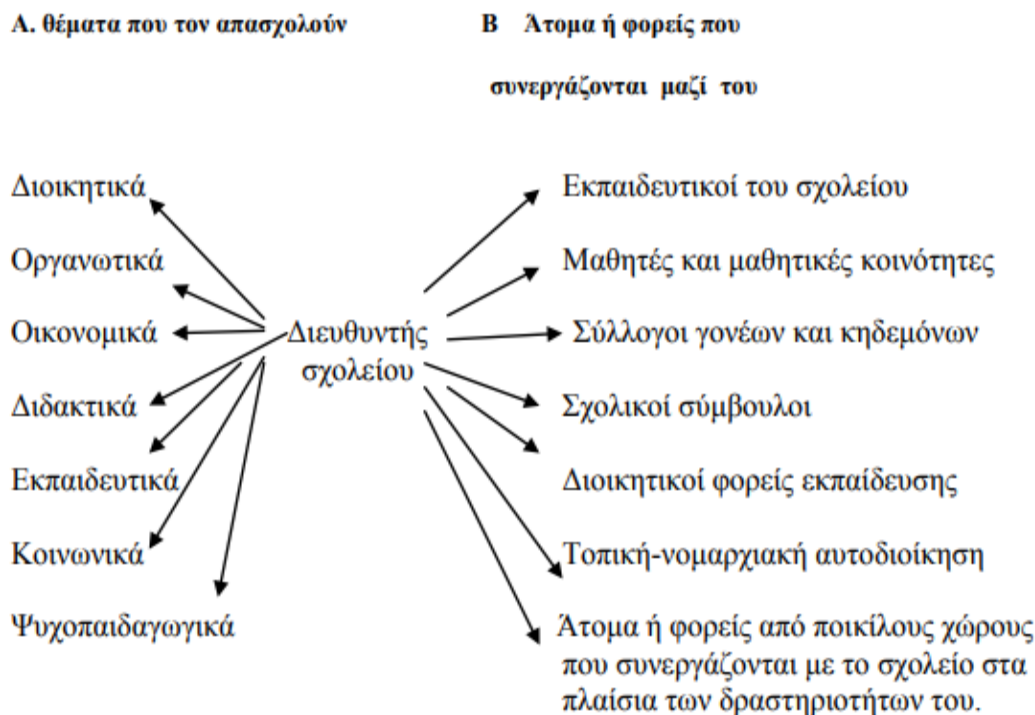 Α. θέματα που τον απασχολούν
Β Άτομα ή φορείς που
συνεργάζονται μαζί του
Διοικητικά
Οργανωτικά
Οικονομικά
Διδακτικά
Εκπαιδευτικά
Κοινωνικά
Ψυχοπαιδαγωγικά
Διευθυντής
σχολείου
Εκπαιδευτικοί του σχολείου
Μαθητές και μαθητικές κοινότητες
Σύλλογοι γονέων και κηδεμόνων
Σχολικοί σύμβουλοι
Διοικητικοί φορείς εκπαίδευσης
Τοπική-νομαρχιακή αυτοδιοίκηση
Άτομα ή φορείς από ποικίλους χώρους
που συνεργάζονται με το σχολείο στα
πλαίσια των δραστηριοτήτων του.